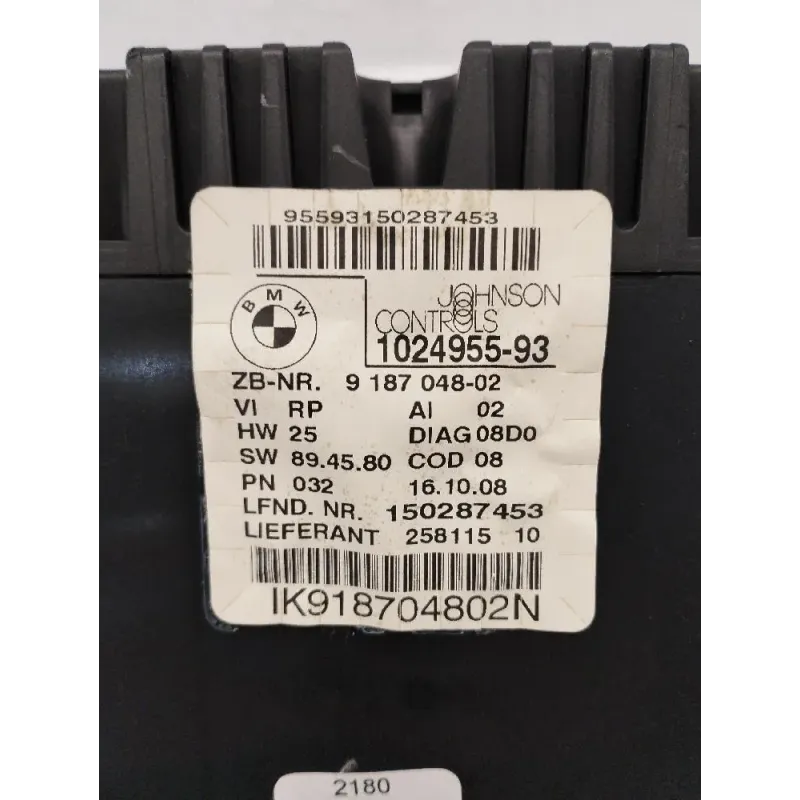 95593150287453
BMW
JOHNSON
CONTROLS
1024955-93
ZB-NR. 9 187 048-02
VI RP AI 02
HW 25 DIAG 08D0
SW 89.45.80 COD 08
PN 032 16.10.08
LFND. NR. 150287453
LIEFERANT 258115 10
IK918704802N
2180